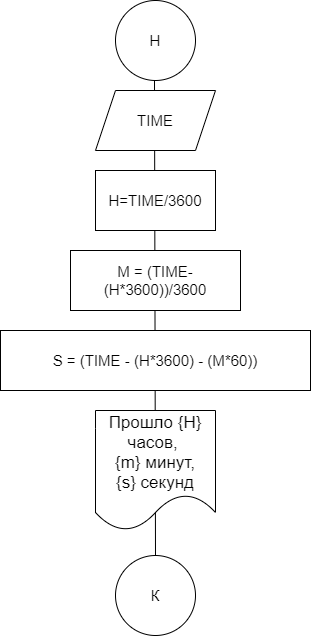 Н
TIME
H=TIME/3600
M = (TIME-
(H*3600))/3600
S = (TIME - (H*3600) - (M*60))
Прошло {H}
часов,
{m} минут,
{s} секунд
К